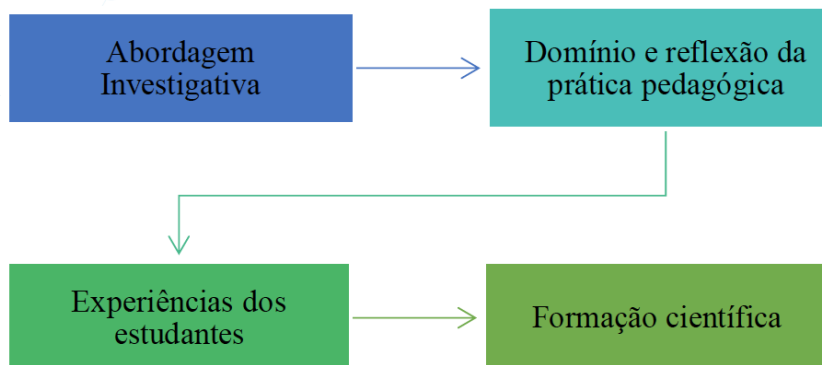 Abordagem
Investigativa
Domínio e reflexão da
prática pedagógica
Experiências dos
estudantes
Formação científica